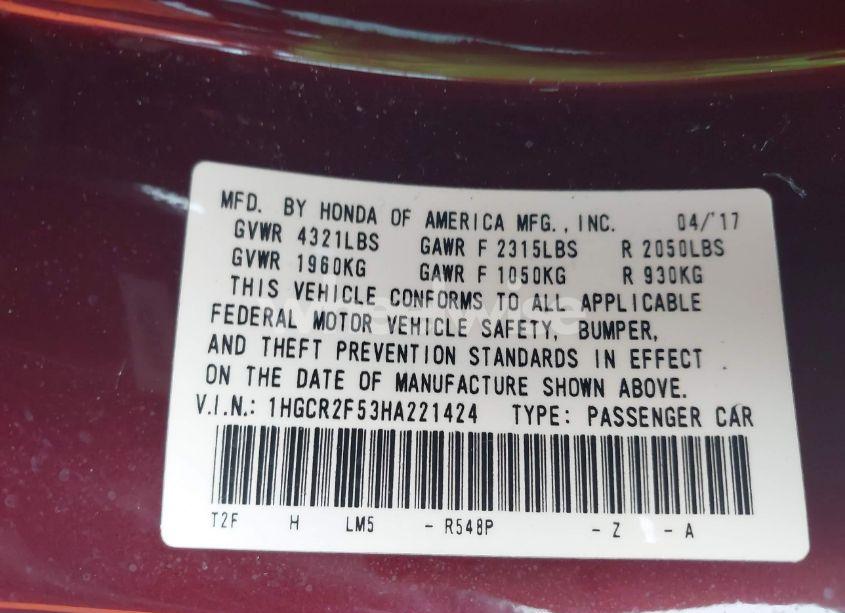 MFD. BY HONDA OF AMERICA MFG., INC. 04/'17
GVWR 4321LBS GAWR F 2315LBS R 2050LBS
GVWR 1960KG GAWR F 1050KG R 930KG
THIS VEHICLE CONFORMS TO ALL APPLICABLE
FEDERAL MOTOR VEHICLE SAFETY, BUMPER,
AND THEFT PREVENTION STANDARDS IN EFFECT
ON THE DATE OF MANUFACTURE SHOWN ABOVE.
V.I.N.: 1HGCR2F53HA221424 TYPE: PASSENGER CAR
T2F H LM5 - R548P - Z - A